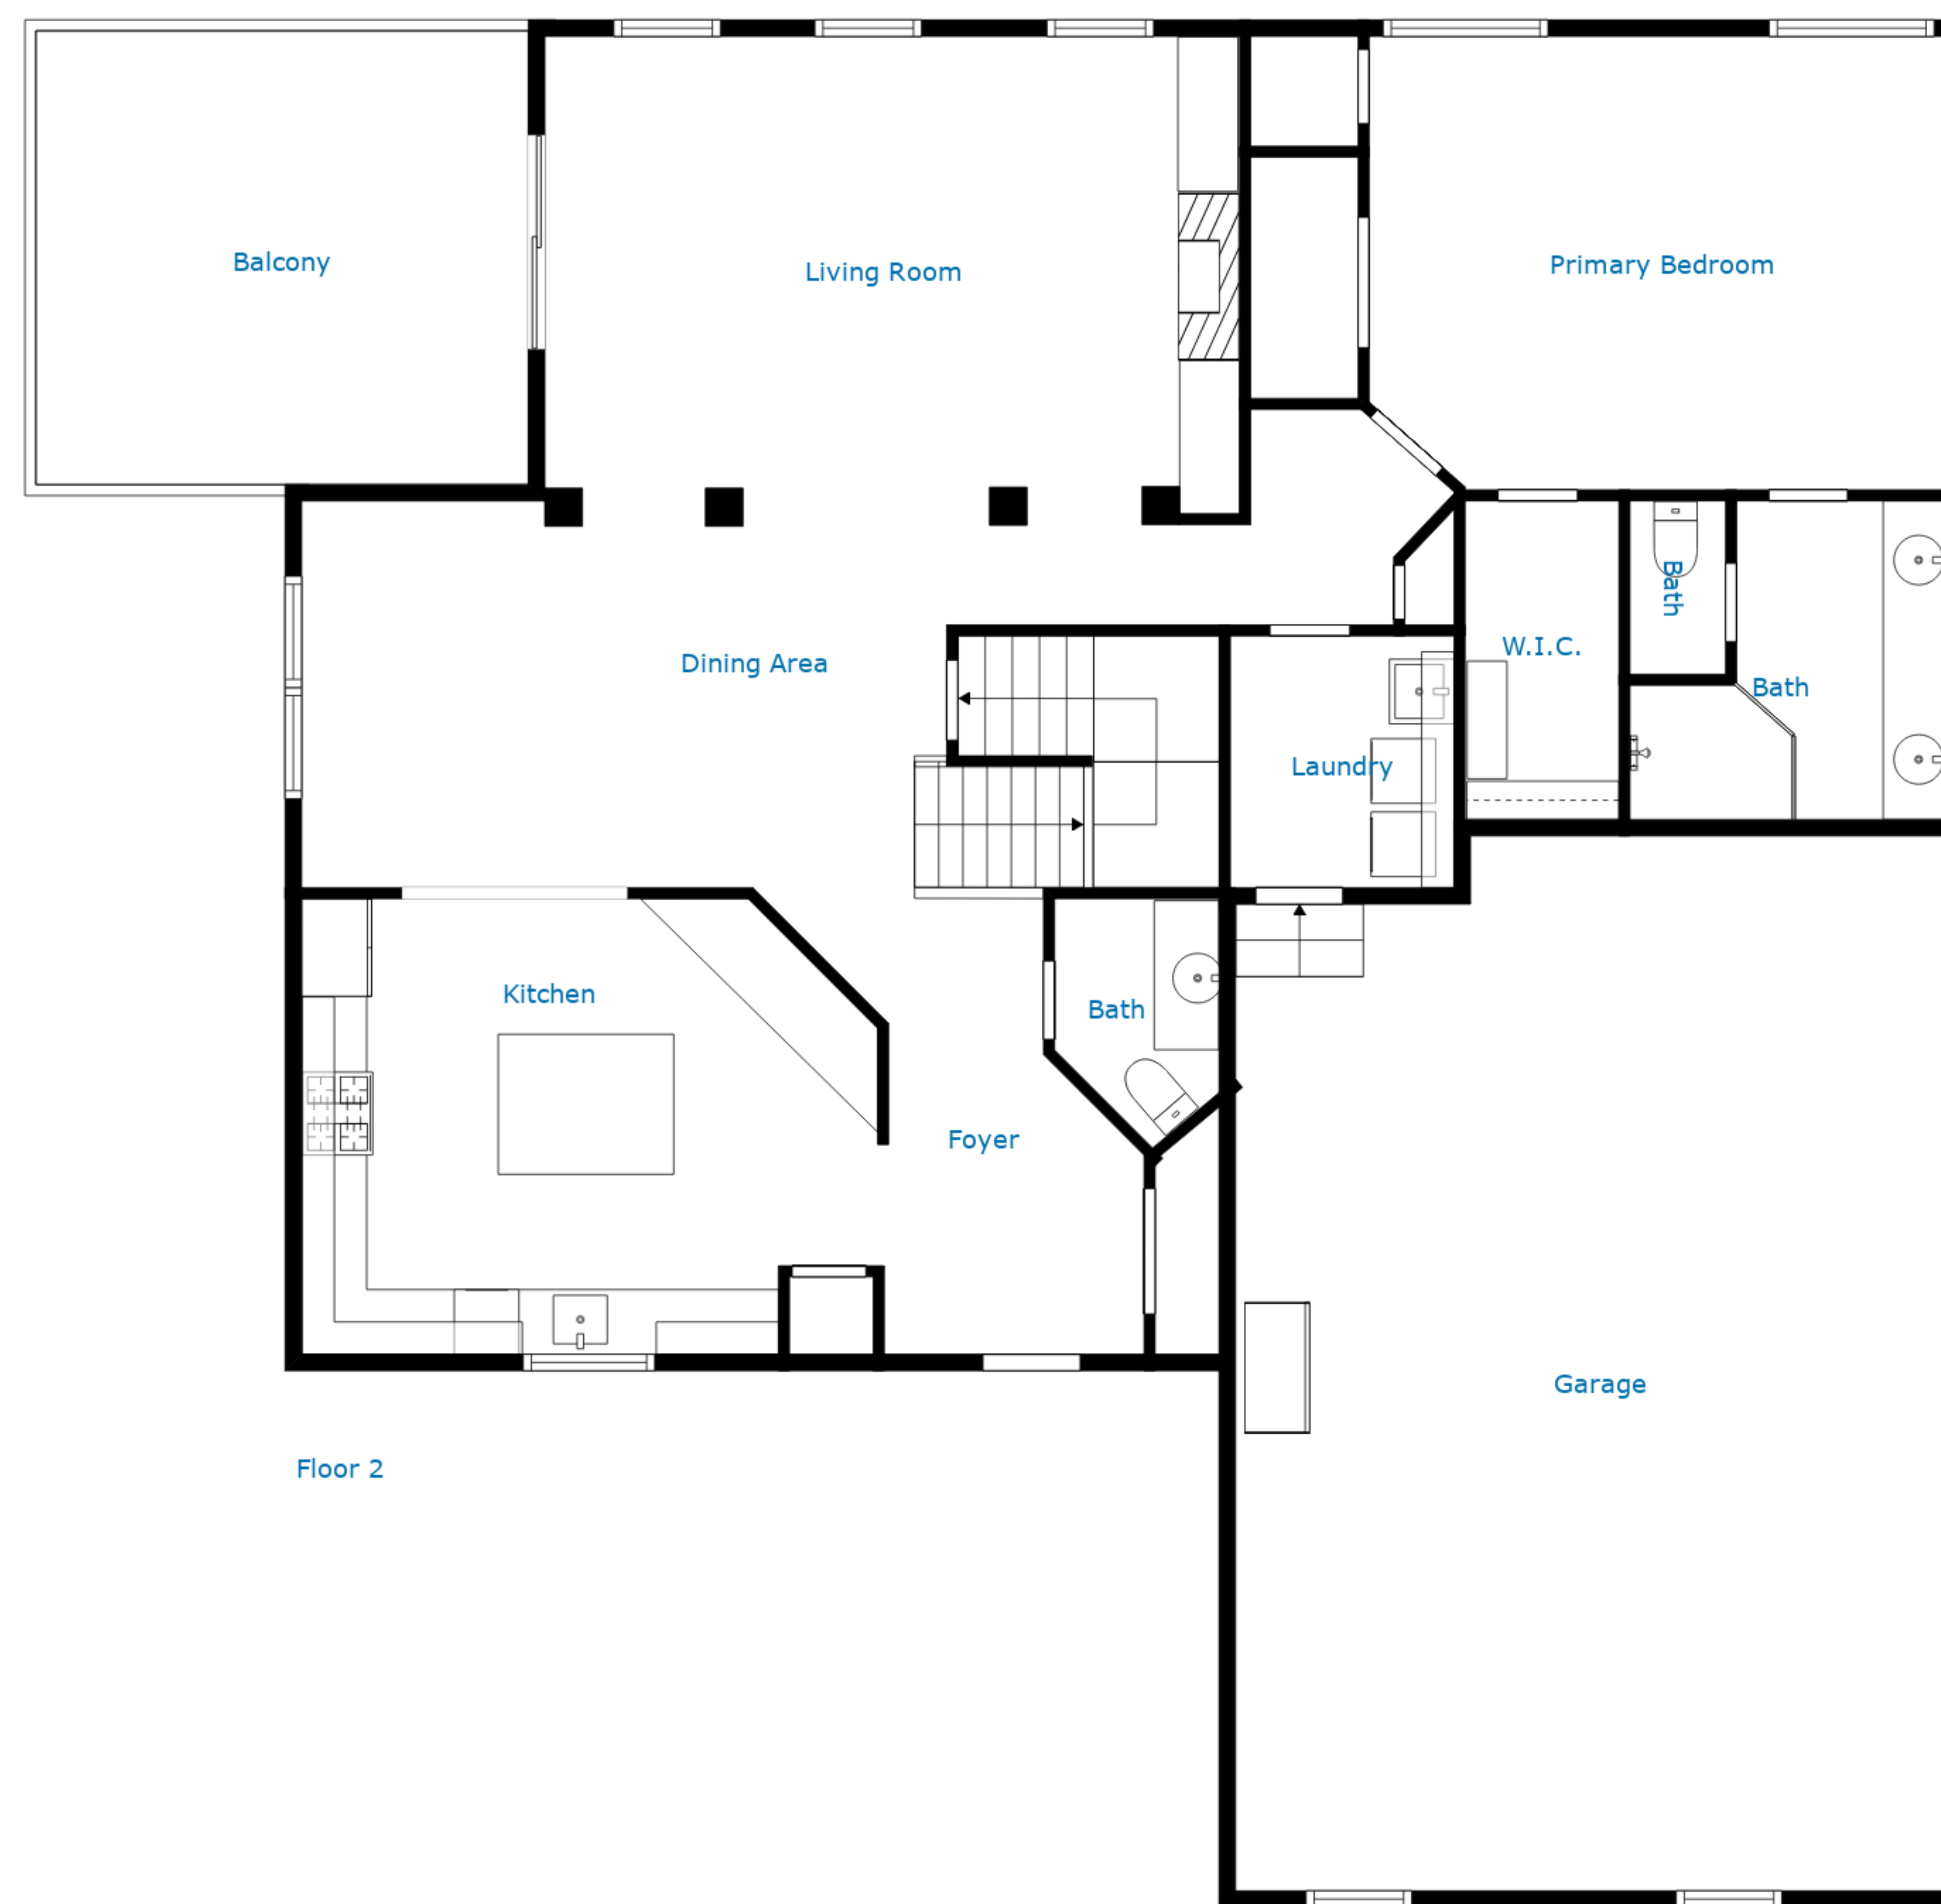 Balcony
Living Room
Primary Bedroom
Bath
W.I.C.
Dining Area
Bath
Laundry
Kitchen
Bath
Foyer
Garage
Floor 2